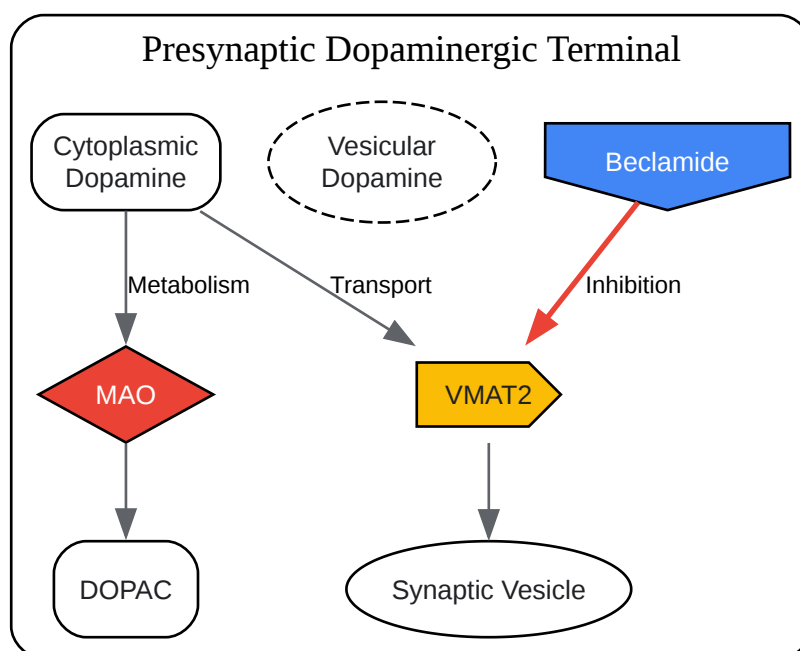 Presynaptic Dopaminergic Terminal
Cytoplasmic
Dopamine
Vesicular
Dopamine
Beclamide
Metabolism
Transport
Inhibition
MAO
VMAT2
DOPAC
Synaptic Vesicle